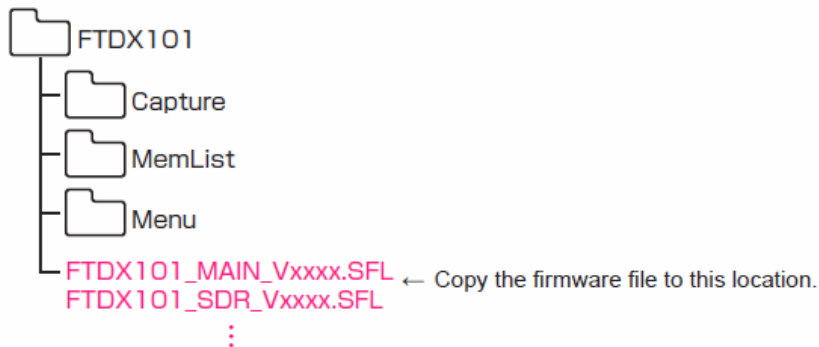 FTDX101
Capture
MemList
Menu
FTDX101_MAIN_Vxxxx.SFL ← Copy the firmware file to this location.
FTDX101_SDR_Vxxxx.SFL
⋮